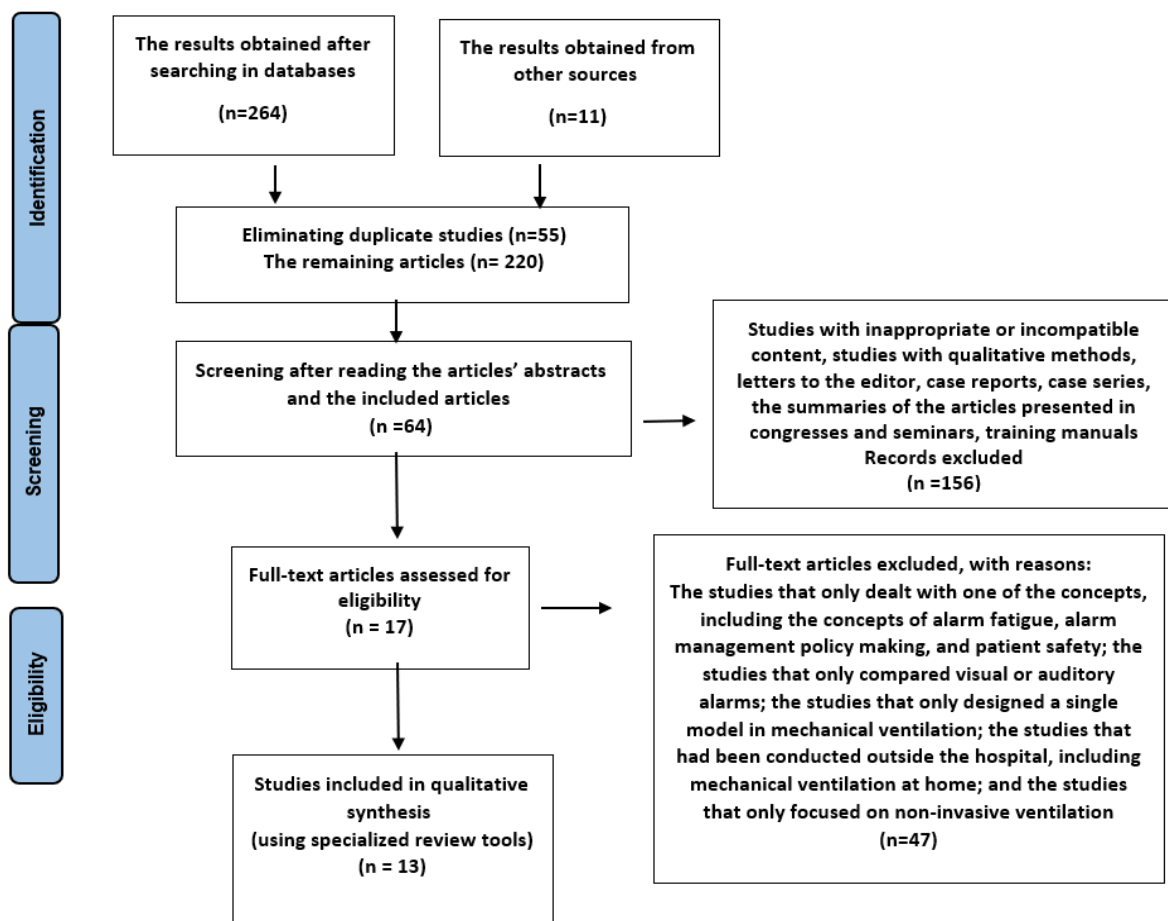 Identification
The results obtained after
searching in databases
(n=264)
The results obtained from
other sources
(n=11)
Eliminating duplicate studies (n=55)
The remaining articles (n= 220)
Screening
Screening after reading the articles’ abstracts
and the included articles
(n =64)
Studies with inappropriate or incompatible
content, studies with qualitative methods,
letters to the editor, case reports, case series,
the summaries of the articles presented in
congresses and seminars, training manuals
Records excluded
(n =156)
Eligibility
Full-text articles assessed for
eligibility
(n = 17)
Full-text articles excluded, with reasons:
The studies that only dealt with one of the concepts,
including the concepts of alarm fatigue, alarm
management policy making, and patient safety; the
studies that only compared visual or auditory
alarms; the studies that only designed a single
model in mechanical ventilation; the studies that
had been conducted outside the hospital, including
mechanical ventilation at home; and the studies
that only focused on non-invasive ventilation
(n=47)
Studies included in qualitative
synthesis
(using specialized review tools)
(n = 13)